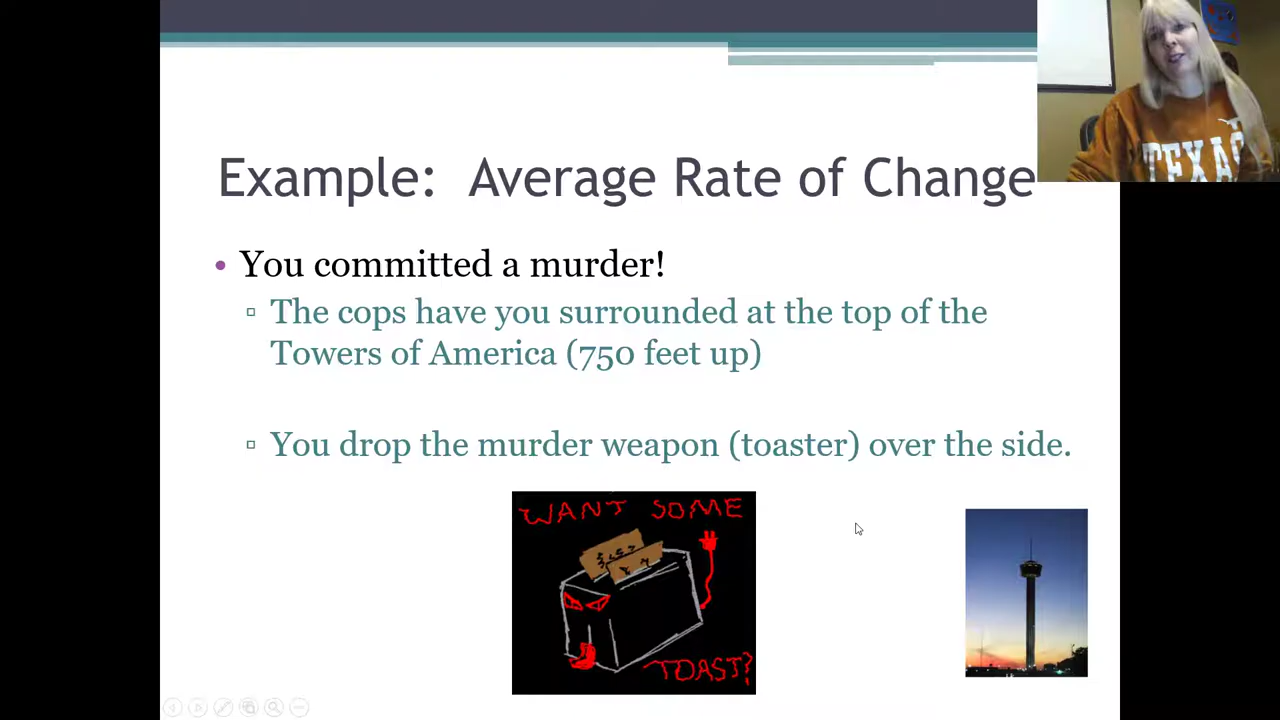 Example: Average Rate of Change
TEXAS
• You committed a murder!
▫ The cops have you surrounded at the top of the
Towers of America (750 feet up)
▫ You drop the murder weapon (toaster) over the side.
WANT SOME
TOAST?